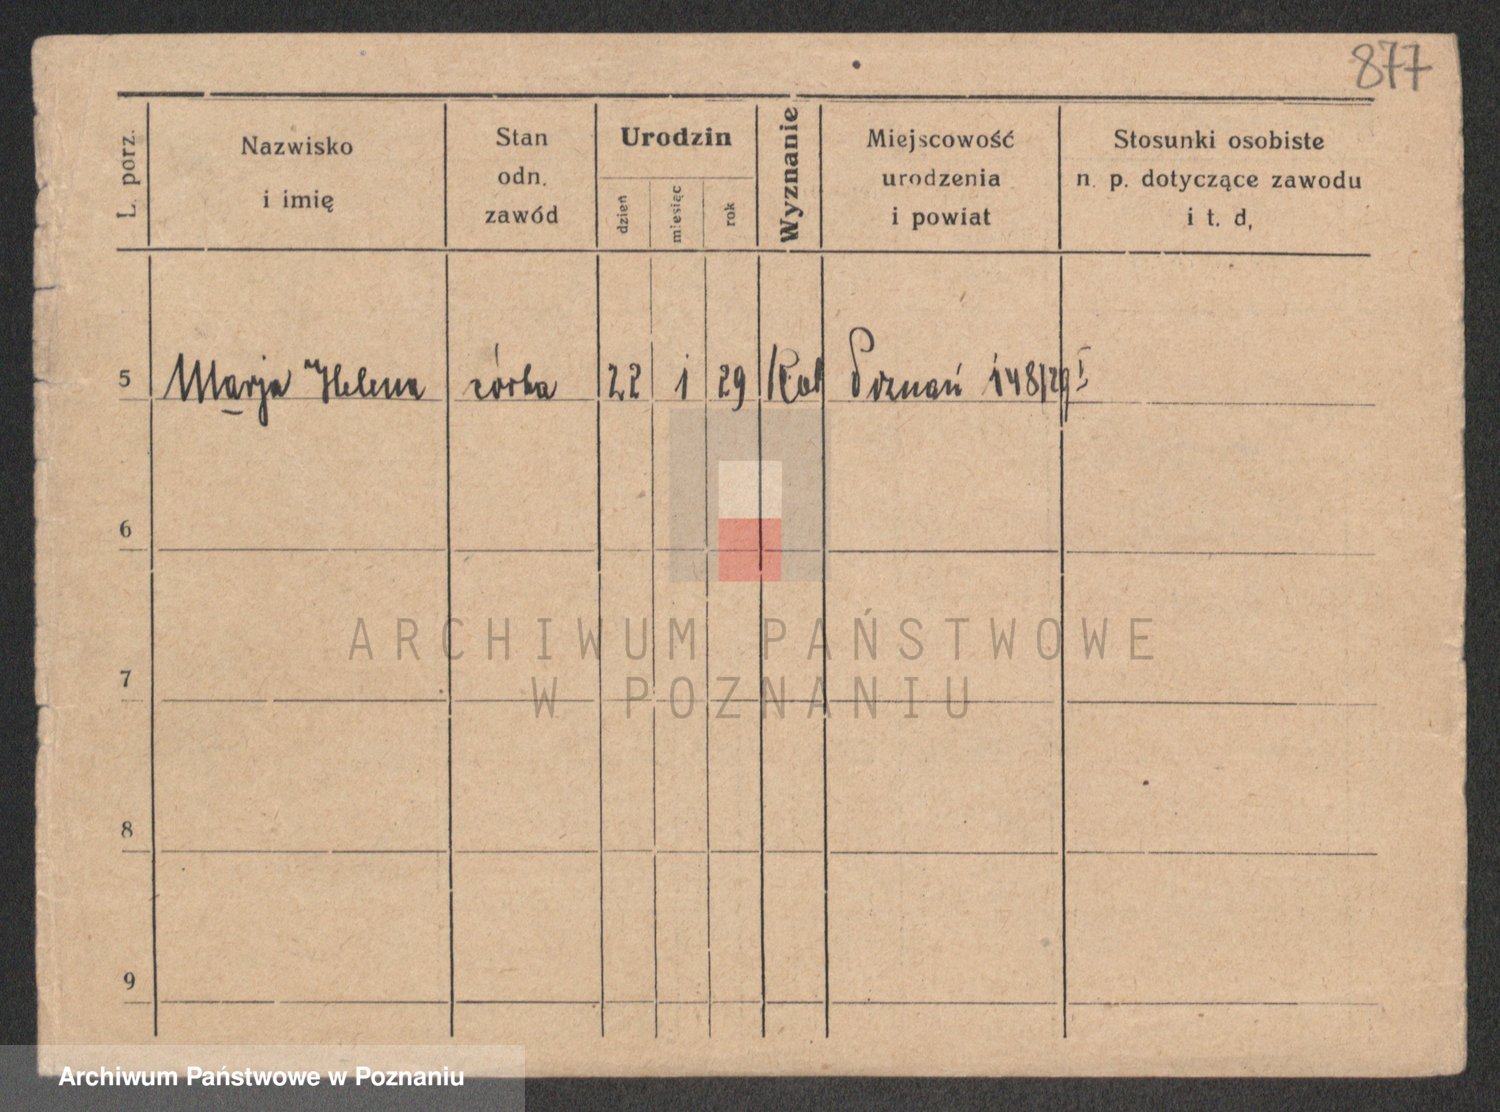 877
L. porz.
Nazwisko
i imię
Stan
odn.
zawód
Urodzin
dzień
miesiąc
rok
Wyznanie
Miejscowość
urodzenia
i powiat
Stosunki osobiste
n. p. dotyczące zawodu
i t. d,
5 Marja Helena córka 22 1 29 Kat Poznań 148/29 I
6
7
8
9
ARCHIWUM PAŃSTWOWE
W POZNANIU
Archiwum Państwowe w Poznaniu